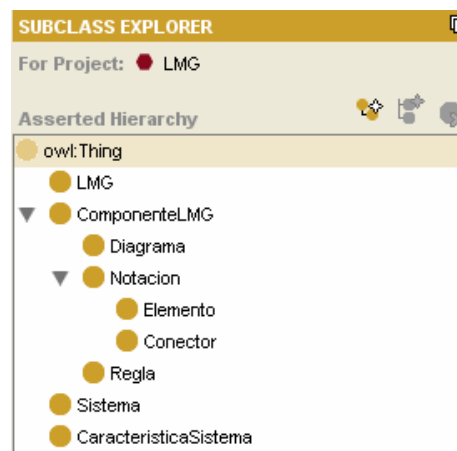 SUBCLASS EXPLORER
For Project: LMG
Asserted Hierarchy
owl:Thing
LMG
ComponenteLMG
Diagrama
Notacion
Elemento
Conector
Regla
Sistema
CaracteristicaSistema